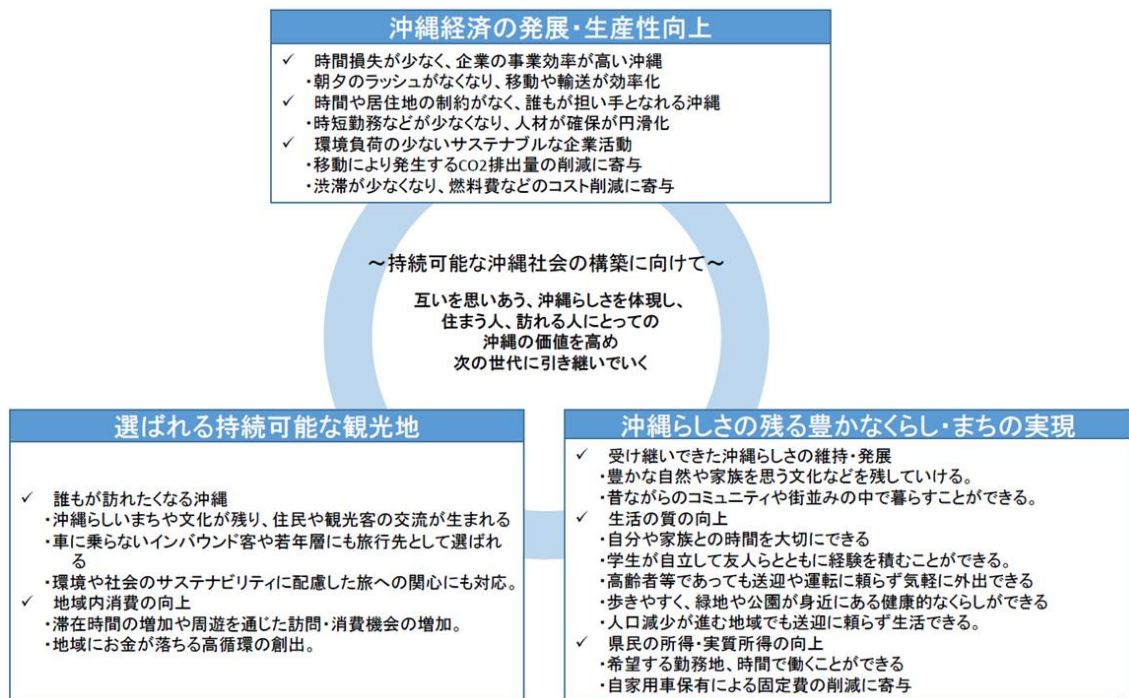 沖縄経済の発展・生産性向上
✓ 時間損失が少なく、企業の事業効率が高い沖縄
・朝夕のラッシュがなくなり、移動や輸送が効率化
✓ 時間や居住地の制約がなく、誰もが担い手となれる沖縄
・時短勤務などが少なくなり、人材が確保が円滑化
✓ 環境負荷の少ないサステナブルな企業活動
・移動により発生するCO2排出量の削減に寄与
・渋滞が少なくなり、燃料費などのコスト削減に寄与
～持続可能な沖縄社会の構築に向けて～
互いを思いあう、沖縄らしさを体現し、
住まう人、訪れる人にとっての
沖縄の価値を高め
次の世代に引き継いでいく
選ばれる持続可能な観光地
✓ 誰もが訪れたくなる沖縄
・沖縄らしいまちや文化が残り、住民や観光客の交流が生まれる
・車に乗らないインバウンド客や若年層にも旅行先として選ばれ
る
・環境や社会のサステナビリティに配慮した旅への関心にも対応。
✓ 地域内消費の向上
・滞在時間の増加や周遊を通じた訪問・消費機会の増加。
・地域にお金が落ちる高循環の創出。
沖縄らしさの残る豊かなくらし・まちの実現
✓ 受け継いできた沖縄らしさの維持・発展
・豊かな自然や家族を思う文化などを残していける。
・昔ながらのコミュニティや街並みの中で暮らすことができる。
✓ 生活の質の向上
・自分や家族との時間を大切にできる
・学生が自立して友人らとともに経験を積むことができる。
・高齢者等であっても送迎や運転に頼らず気軽に外出できる
・歩きやすく、緑地や公園が身近にある健康的なくらしができる
・人口減少が進む地域でも送迎に頼らず生活できる。
✓ 県民の所得・実質所得の向上
・希望する勤務地、時間で働くことができる
・自家用車保有による固定費の削減に寄与